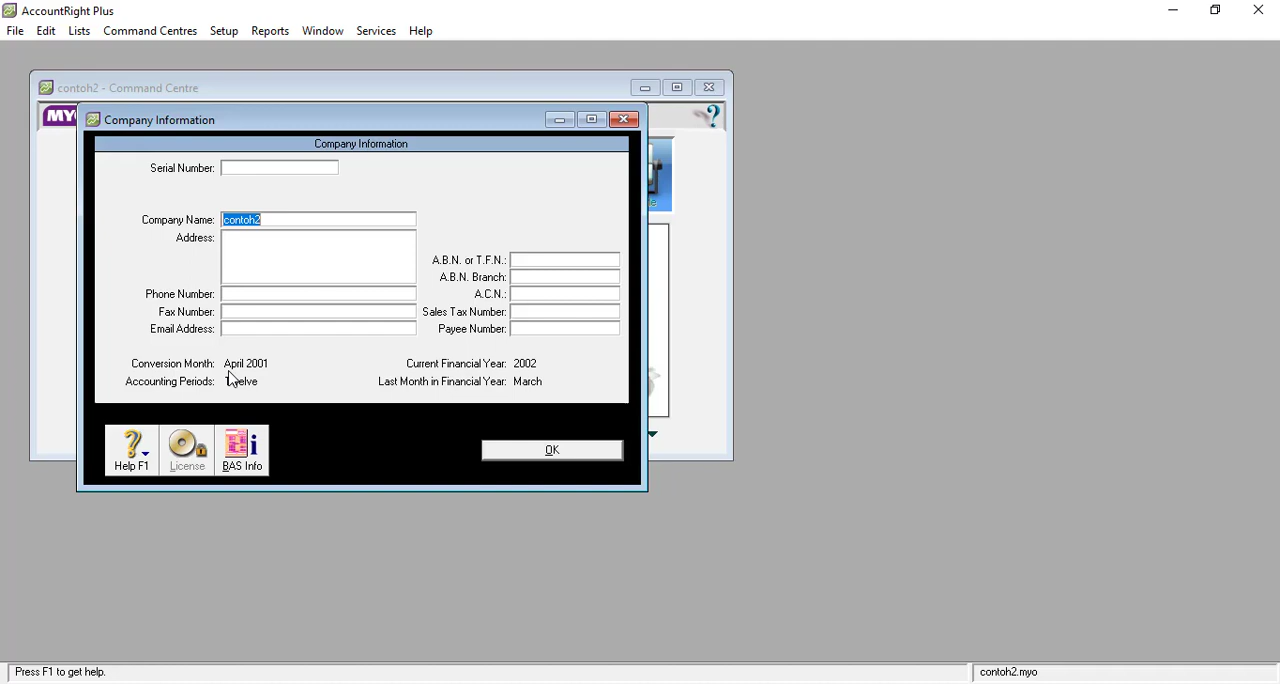 AccountRight Plus
File Edit Lists Command Centres Setup Reports Window Services Help
contoh2 - Command Centre
MY
Company Information
Company Information
Serial Number:
Company Name: contoh2
Address:
A.B.N. or T.F.N.:
A.B.N. Branch:
Phone Number: A.C.N.:
Fax Number: Sales Tax Number:
Email Address: Payee Number:
Conversion Month: April 2001 Current Financial Year: 2002
Accounting Periods: Twelve Last Month in Financial Year: March
Help F1 License BAS Info OK
Press F1 to get help. contoh2.myo